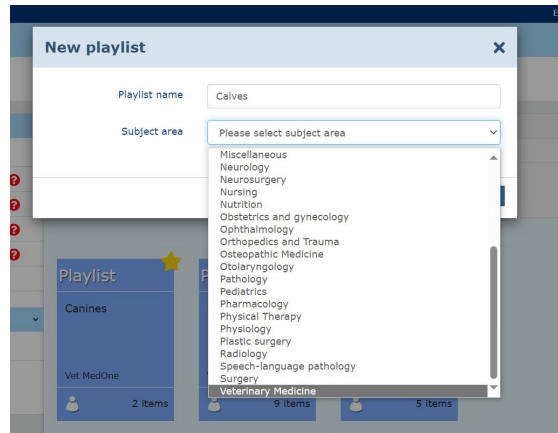 E
New playlist
Playlist name
Calves
Subject area
Please select subject area
Miscellaneous
Neurology
Neurosurgery
Nursing
Nutrition
Obstetrics and gynecology
Ophthalmology
Orthopedics and Trauma
Osteopathic Medicine
Otolaryngology
Pathology
Pediatrics
Pharmacology
Physical Therapy
Physiology
Plastic surgery
Radiology
Speech-language pathology
Surgery
Veterinary Medicine
Playlist
P
Canines
Vet MedOne
2 items
9 items
5 items